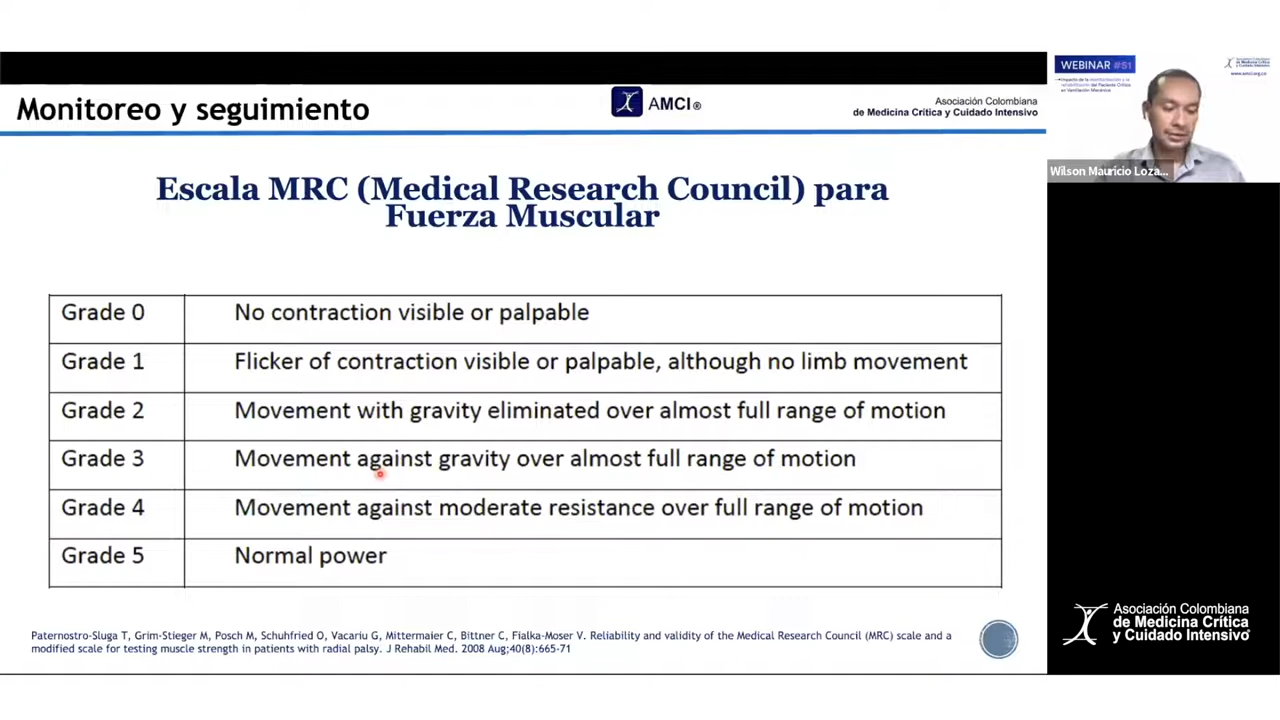 Monitoreo y seguimiento
AMCI®
Asociación Colombiana
de Medicina Crítica y Cuidado Intensivo
Escala MRC (Medical Research Council) para
Fuerza Muscular
Grade 0 No contraction visible or palpable
Grade 1 Flicker of contraction visible or palpable, although no limb movement
Grade 2 Movement with gravity eliminated over almost full range of motion
Grade 3 Movement against gravity over almost full range of motion
Grade 4 Movement against moderate resistance over full range of motion
Grade 5 Normal power
Paternostro-Sluga T, Grim-Stieger M, Posch M, Schuhfried O, Vacariu G, Mittermaier C, Bittner C, Fialka-Moser V. Reliability and validity of the Medical Research Council (MRC) scale and a
modified scale for testing muscle strength in patients with radial palsy. J Rehabil Med. 2008 Aug;40(8):665-71
WEBINAR #51
Wilson Mauricio Loza...
Asociación Colombiana
de Medicina Crítica
y Cuidado Intensivo